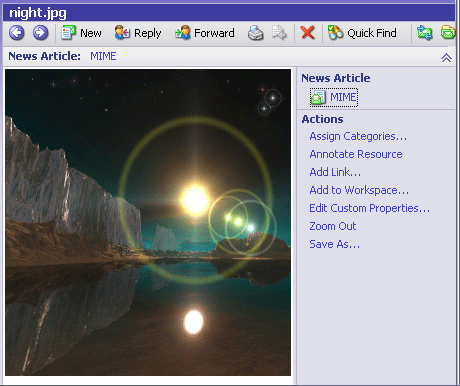 night.jpg
New Reply Forward Quick Find
News Article: MIME
News Article
MIME
Actions
Assign Categories...
Annotate Resource
Add Link...
Add to Workspace...
Edit Custom Properties...
Zoom Out
Save As...